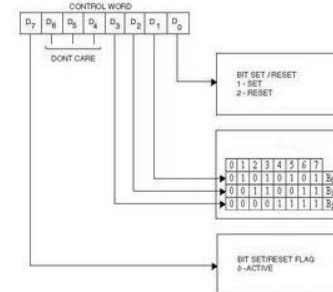 CONTROL WORD
D7 D6 D5 D4 D3 D2 D1 D0
DONT CARE
BIT SET / RESET
1 - SET
2 - RESET
0 1 2 3 4 5 6 7
0 1 0 1 0 1 0 1
0 0 1 1 0 0 1 1
0 0 0 0 1 1 1 1
BIT SET/RESET FLAG
0 -ACTIVE